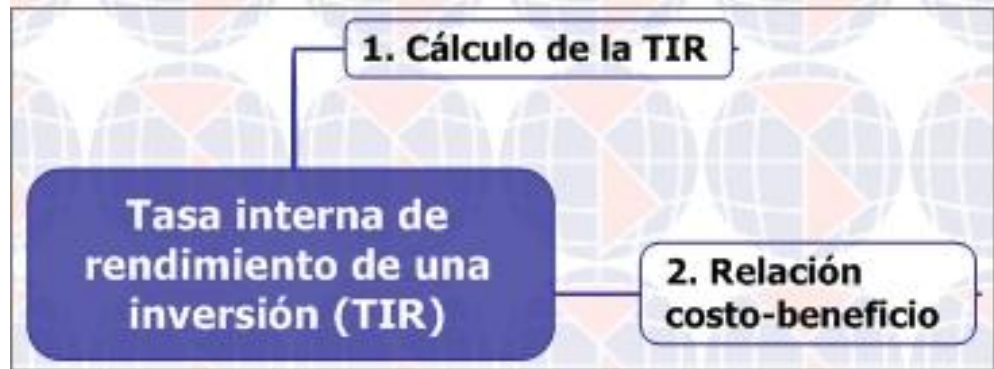 1. Cálculo de la TIR
Tasa interna de
rendimiento de una
inversión (TIR)
2. Relación
costo-beneficio